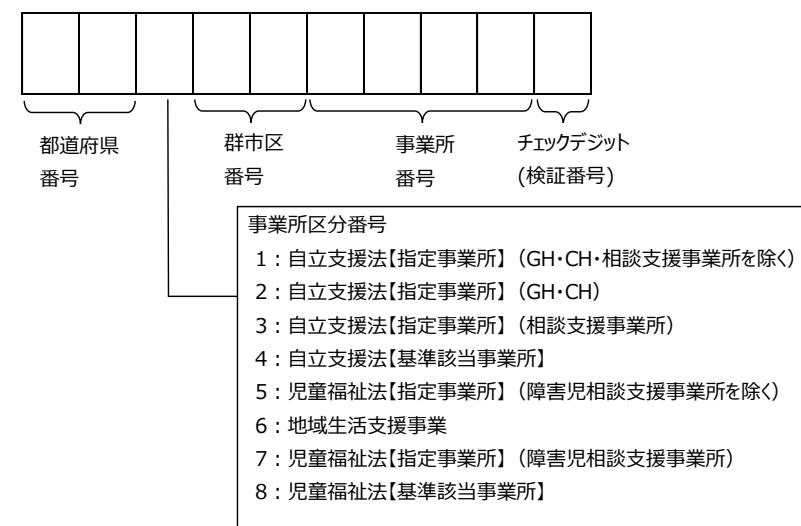 都道府県
番号
群市区
番号
事業所
番号
チェックデジット
(検証番号)
事業所区分番号
1：自立支援法【指定事業所】（GH・CH・相談支援事業所を除く）
2：自立支援法【指定事業所】（GH・CH）
3：自立支援法【指定事業所】（相談支援事業所）
4：自立支援法【基準該当事業所】
5：児童福祉法【指定事業所】（障害児相談支援事業所を除く）
6：地域生活支援事業
7：児童福祉法【指定事業所】（障害児相談支援事業所）
8：児童福祉法【基準該当事業所】